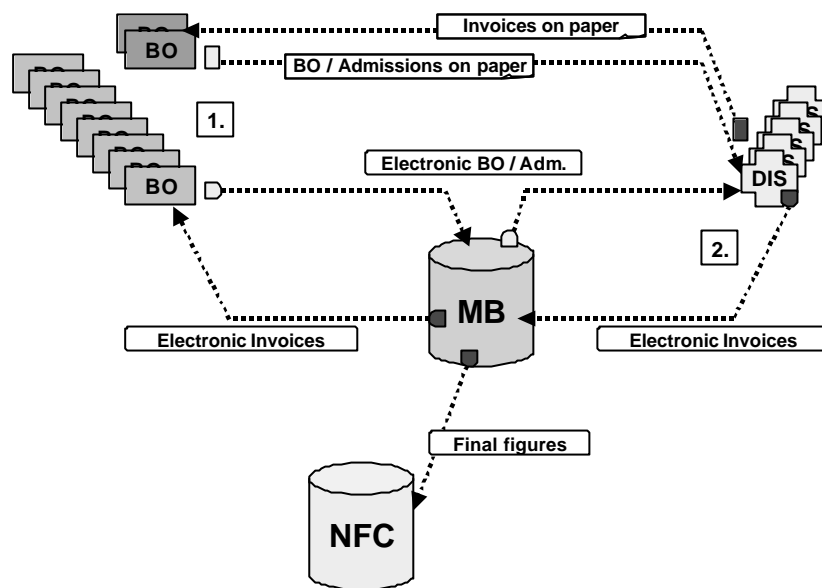 Invoices on paper
BO
BO / Admissions on paper
1.
Electronic BO / Adm.
BO
DIS
2.
MB
Electronic Invoices
Electronic Invoices
Final figures
NFC